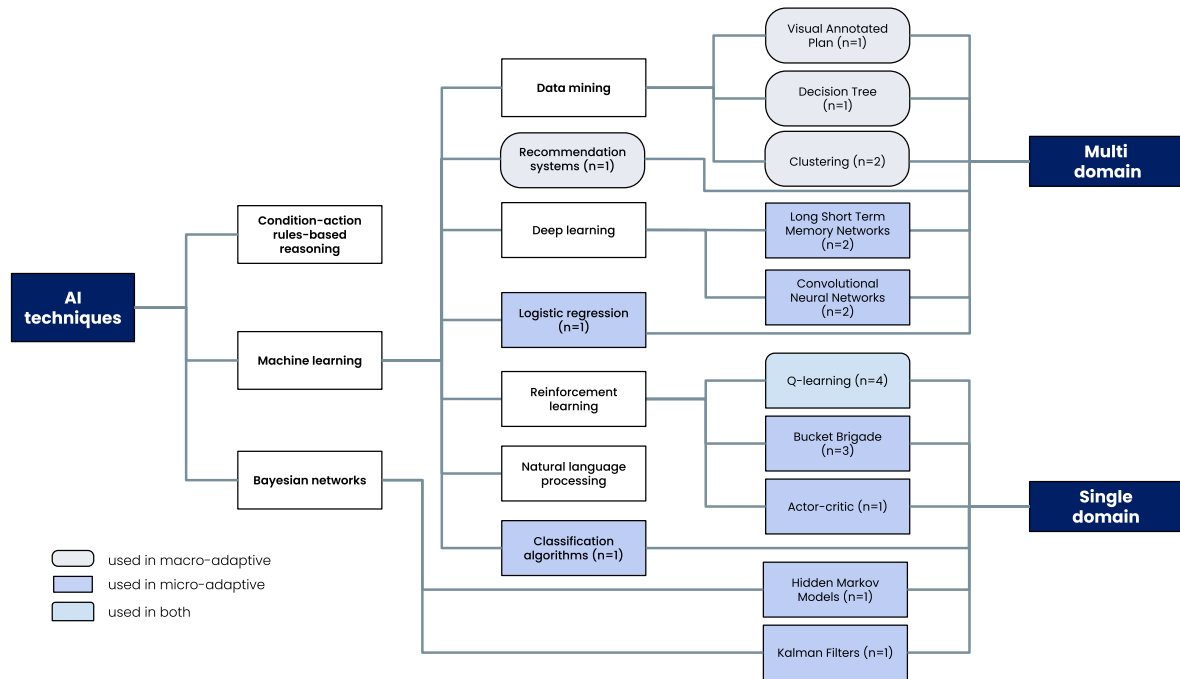 AI
techniques
Condition-action
rules-based
reasoning
Machine learning
Bayesian networks
Data mining
Recommendation
systems (n=1)
Deep learning
Logistic regression
(n=1)
Reinforcement
learning
Natural language
processing
Classification
algorithms (n=1)
Visual Annotated
Plan (n=1)
Decision Tree
(n=1)
Clustering (n=2)
Long Short Term
Memory Networks
(n=2)
Convolutional
Neural Networks
(n=2)
Q-learning (n=4)
Bucket Brigade
(n=3)
Actor-critic (n=1)
Hidden Markov
Models (n=1)
Kalman Filters (n=1)
Multi
domain
Single
domain
used in macro-adaptive
used in micro-adaptive
used in both